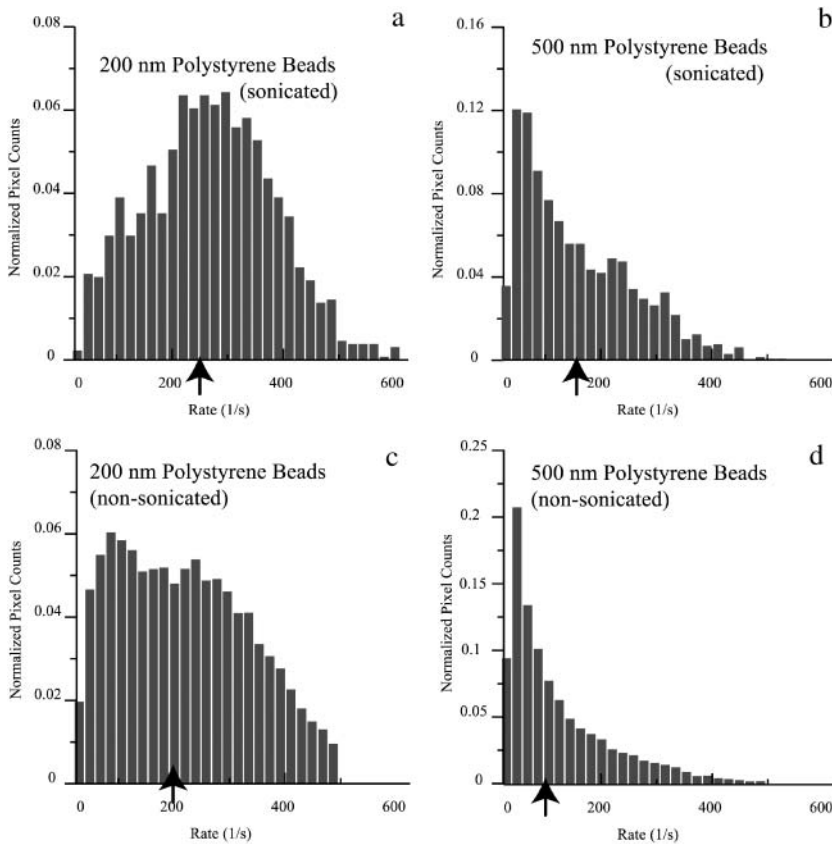 a
0.08
200 nm Polystyrene Beads
(sonicated)
0.06
0.04
0.02
0
Normalized Pixel Counts
0 200 400 600
Rate (1/s)
b
0.16
500 nm Polystyrene Beads
(sonicated)
0.12
0.08
0.04
0
Normalized Pixel Counts
0 200 400 600
Rate (1/s)
c
0.08
200 nm Polystyrene Beads
(non-sonicated)
0.06
0.04
0.02
0
Normalized Pixel Counts
0 200 400 600
Rate (1/s)
d
0.25
500 nm Polystyrene Beads
(non-sonicated)
0.2
0.15
0.1
0.05
0
Normalized Pixel Counts
0 200 400 600
Rate (1/s)